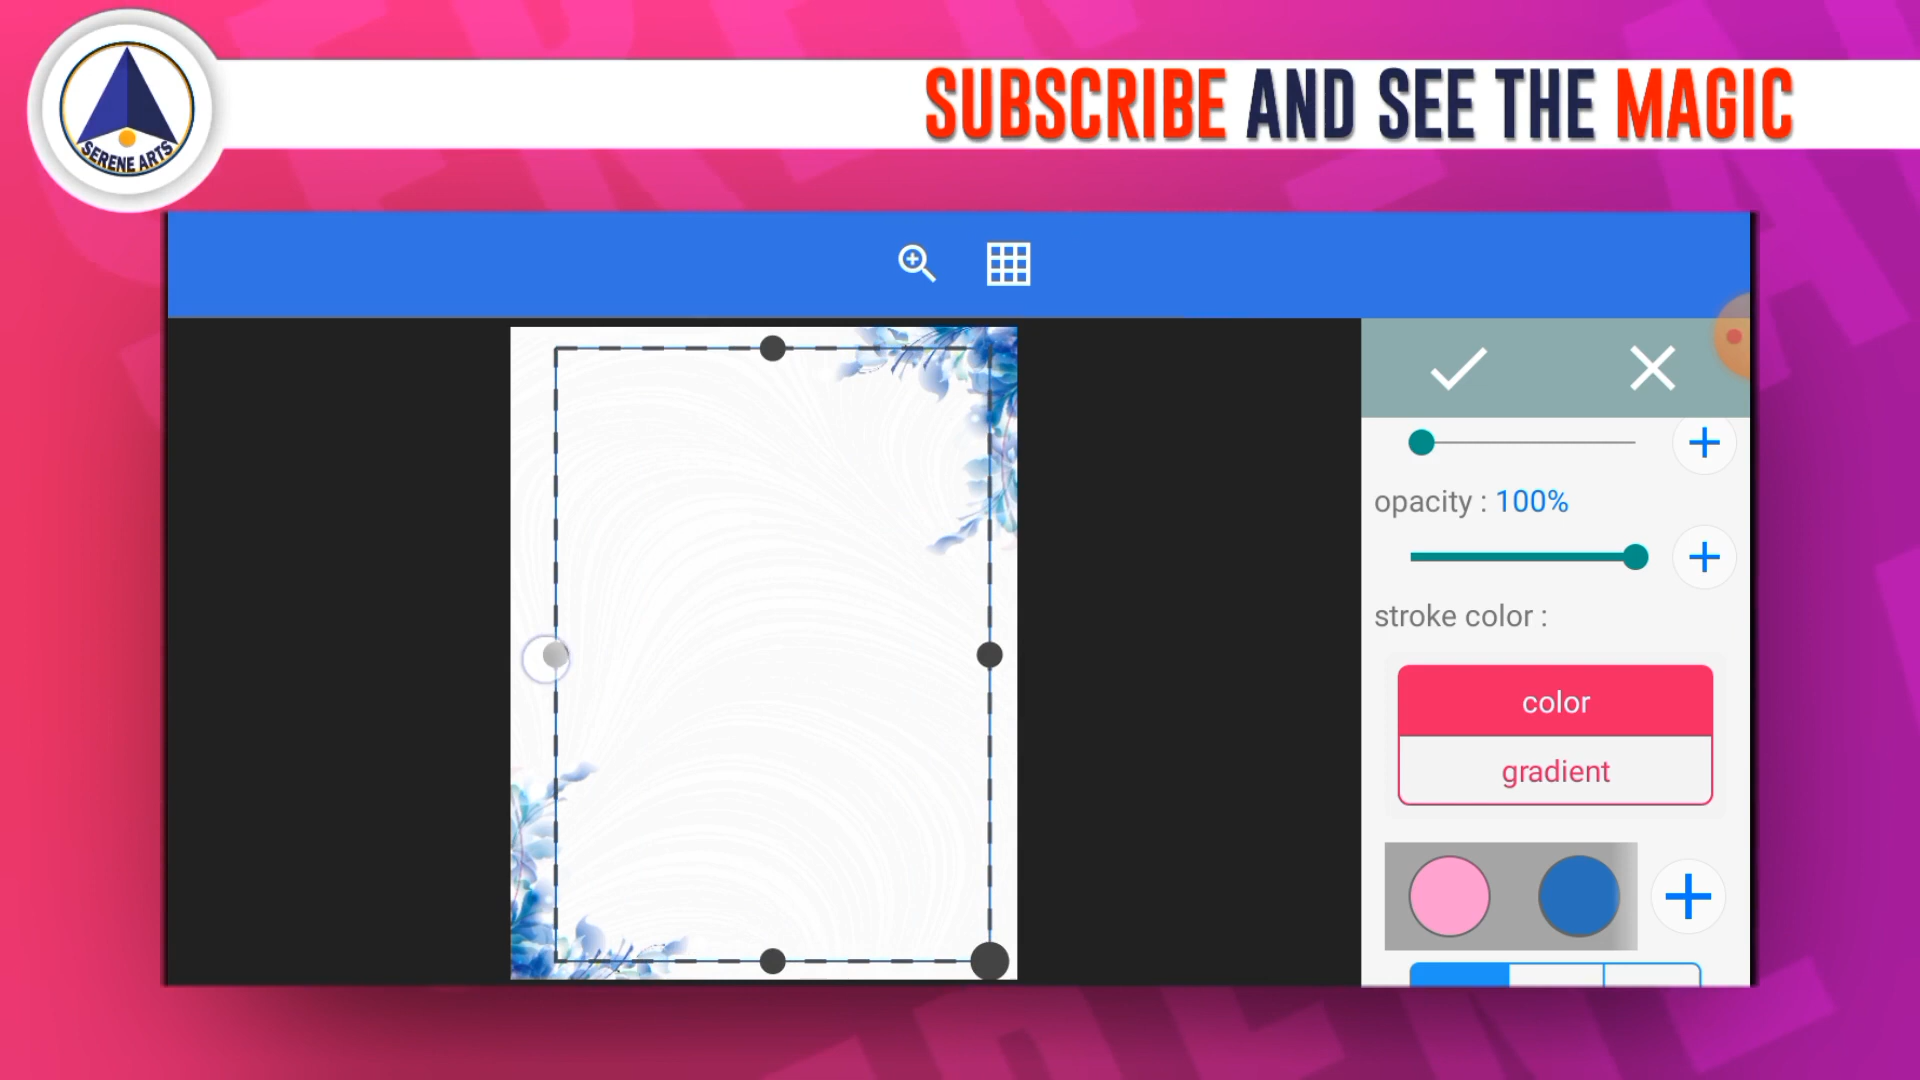 SUBSCRIBE AND SEE THE MAGIC
SERENE ARTS
opacity : 100%
stroke color :
color
gradient